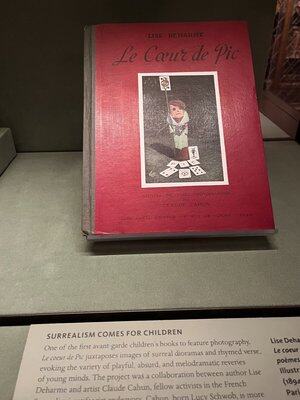 LISE DEHARME
Le Cœur de Pic
CLAUDE CAHUN
SURREALISM COMES FOR CHILDREN
One of the first avant-garde children's books to feature photography,
Le coeur de Pic juxtaposes images of surreal dioramas and rhymed verse,
evoking the variety of playful, absurd, and melodramatic reveries
of young minds. The project was a collaboration between author Lise
Deharme and artist Claude Cahun, fellow activists in the French
Cahun, born Lucy Schwob, is more
Lise Deha
Le coeur
poèmes
Illustr
(189
Par